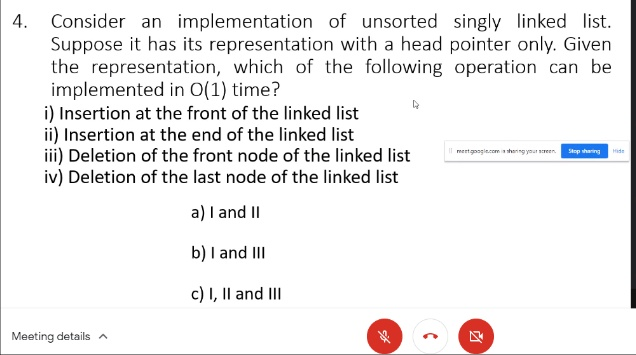 4. Consider an implementation of unsorted singly linked list.
Suppose it has its representation with a head pointer only. Given
the representation, which of the following operation can be
implemented in O(1) time?
i) Insertion at the front of the linked list
ii) Insertion at the end of the linked list
iii) Deletion of the front node of the linked list
meet.google.com is sharing your screen. Stop sharing Hide
iv) Deletion of the last node of the linked list
a) I and II
b) I and III
c) I, II and III
Meeting details